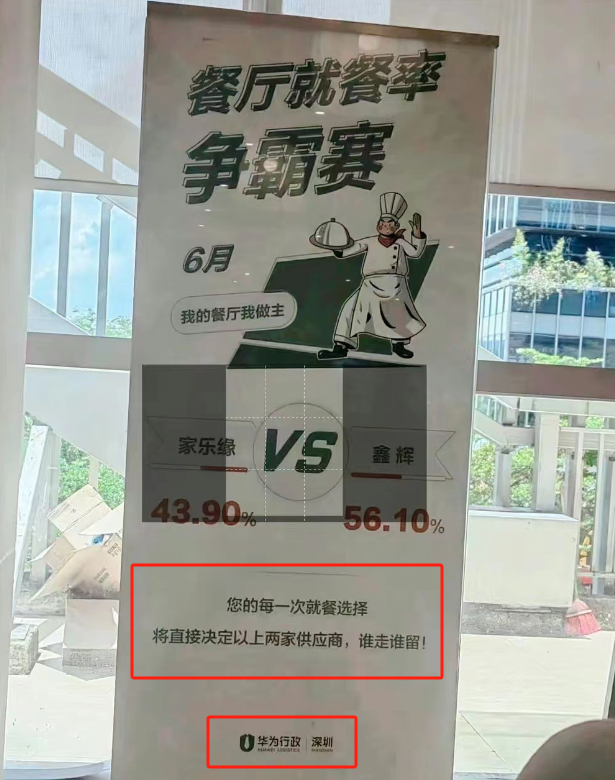 餐厅就餐率
争霸赛
6月
我的餐厅我做主
家乐缘
VS
鑫辉
43.90%
56.10%
您的每一次就餐选择
将直接决定以上两家供应商，谁走谁留！
华为行政 | 深圳
HUAWEI LOGISTICS SHENZHEN